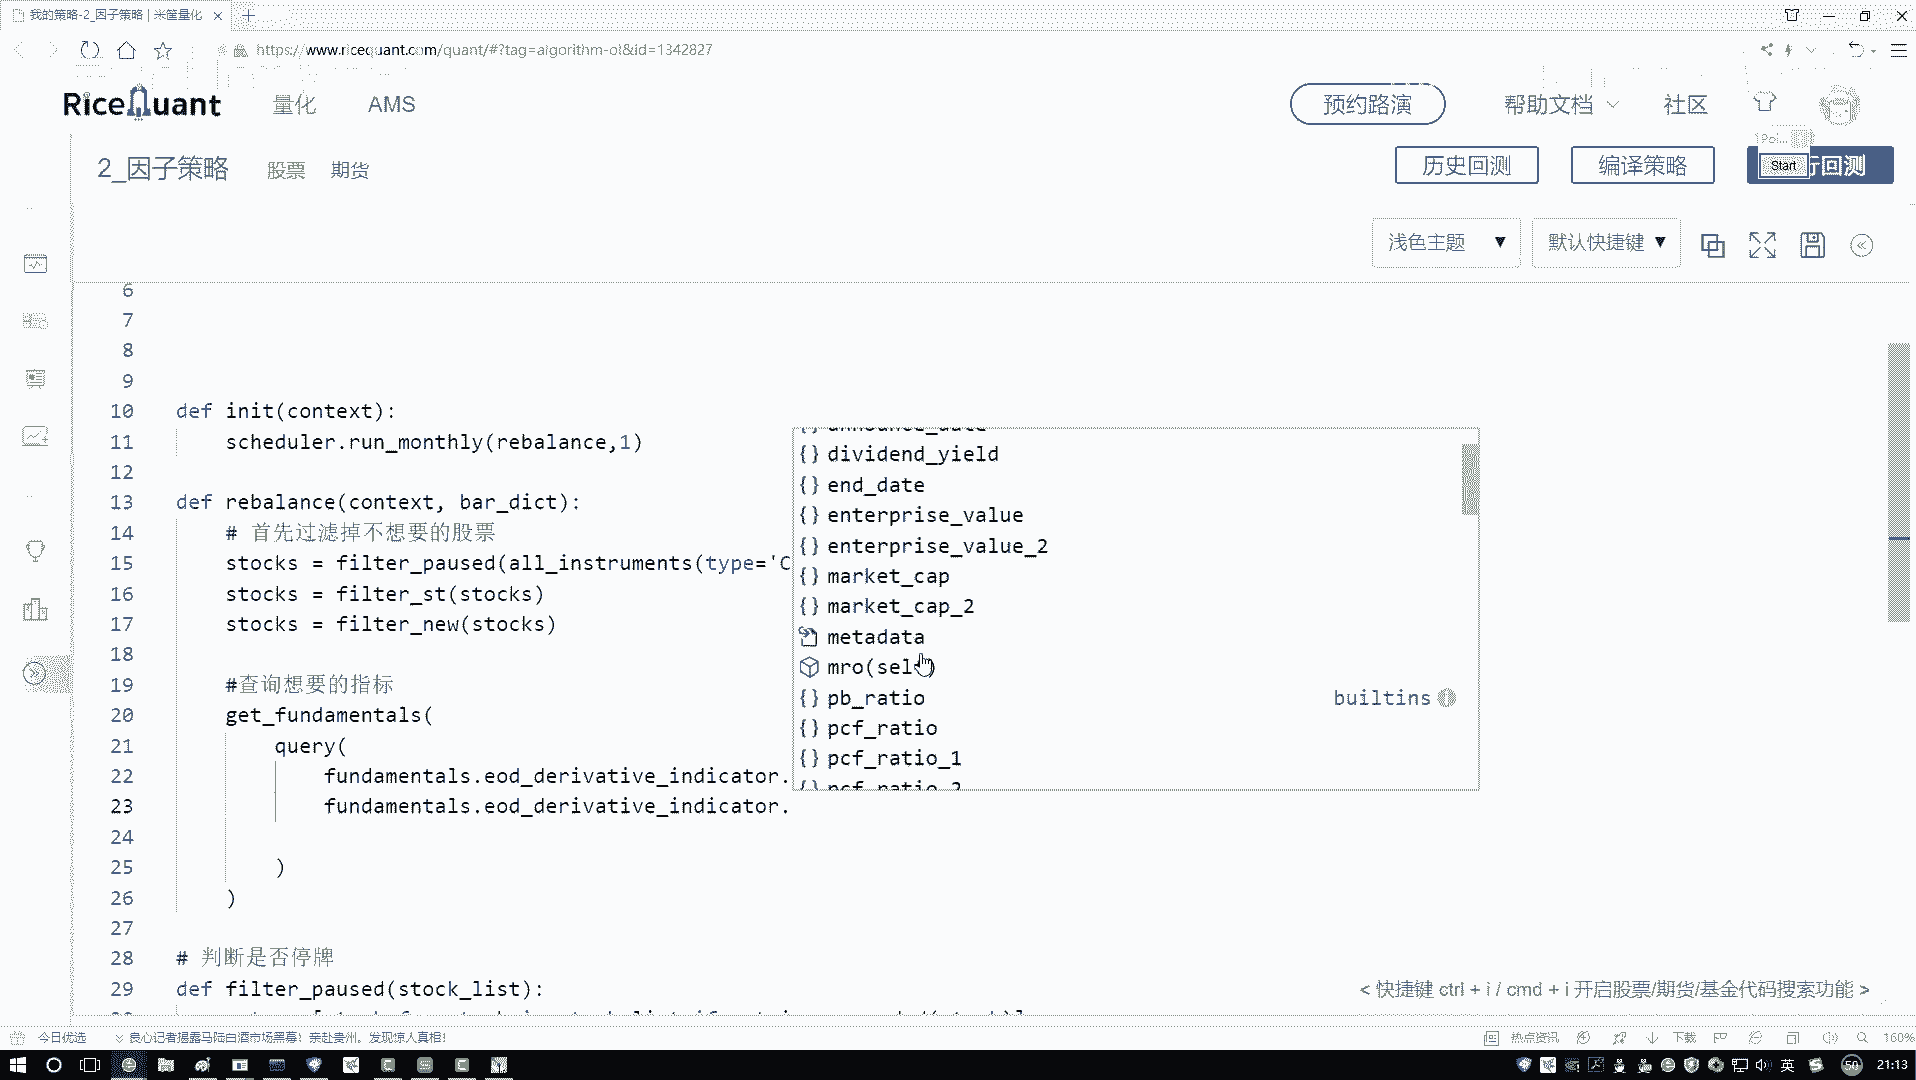 我的策略-2_因子策略 | 米筐量化
https://www.ricequant.com/quant/#?tag=algorithm-ol&id=1342827
RiceQuant 量化 AMS 预约路演 帮助文档 社区
1Poi...
2_因子策略 股票 期货 历史回测 编译策略 Start 行回测
浅色主题 ▼ 默认快捷键 ▼
6
7
8
9
10 def init(context):
11 scheduler.run_monthly(rebalance,1)
12
13 def rebalance(context, bar_dict):
14 # 首先过滤掉不想要的股票
15 stocks = filter_paused(all_instruments(type='C
16 stocks = filter_st(stocks)
17 stocks = filter_new(stocks)
18
19 #查询想要的指标
20 get_fundamentals(
21 query(
22 fundamentals.eod_derivative_indicator.
23 fundamentals.eod_derivative_indicator.
24
25 )
26 )
27
28 # 判断是否停牌
29 def filter_paused(stock_list):
announce_date
{} dividend_yield
{} end_date
{} enterprise_value
{} enterprise_value_2
{} market_cap
{} market_cap_2
metadata
mro(self)
{} pb_ratio builtins
{} pcf_ratio
{} pcf_ratio_1
{} pcf_ratio_2
< 快捷键 ctrl + i / cmd + i 开启股票/期货/基金代码搜索功能 >
今日优选 良心记者揭露马陆白酒市场黑幕！亲赴贵州。发现惊人真相！ 热点资讯 下载 160%
英 50 21:13